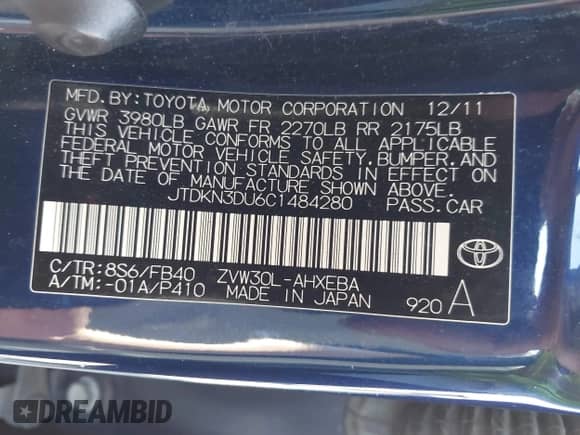 MFD. BY: TOYOTA MOTOR CORPORATION 12/11
GVWR 3980LB GAWR FR 2270LB RR 2175LB
THIS VEHICLE CONFORMS TO ALL APPLICABLE
FEDERAL MOTOR VEHICLE SAFETY, BUMPER, AND
THEFT PREVENTION STANDARDS IN EFFECT ON
THE DATE OF MANUFACTURE SHOWN ABOVE.
JTDKN3DU6C1484280 PASS. CAR
C/TR: 8S6/FB40 ZVW30L-AHXEBA
A/TM: -01A/P410 MADE IN JAPAN 920 A
DREAMBID